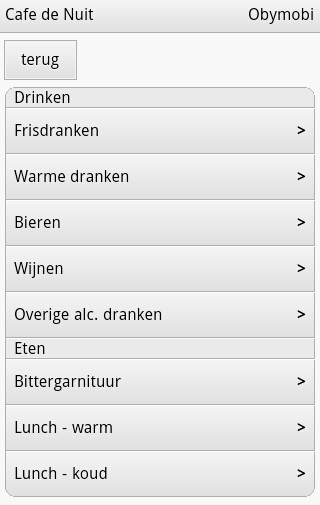 Cafe de Nuit Obymobi
terug
Drinken
Frisdranken >
Warme dranken >
Bieren >
Wijnen >
Overige alc. dranken >
Eten
Bittergarnituur >
Lunch - warm >
Lunch - koud >